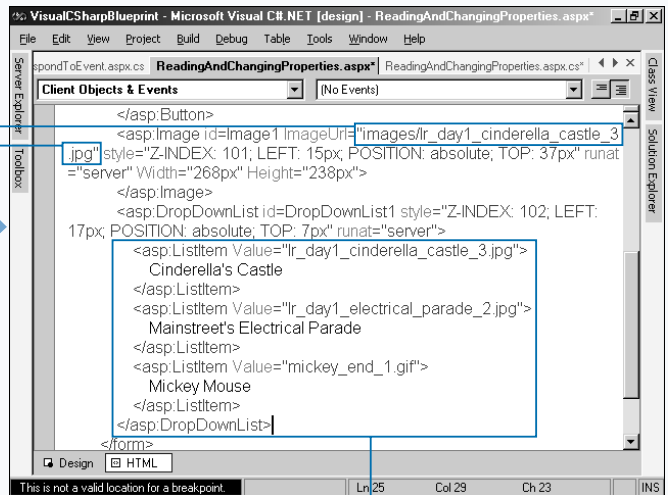 VisualCSharpBlueprint - Microsoft Visual C#.NET [design] - ReadingAndChangingProperties.aspx*
File Edit View Project Build Debug Table Tools Window Help
spondToEvent.aspx.cs ReadingAndChangingProperties.aspx* ReadingAndChangingProperties.aspx.cs*
Client Objects & Events (No Events)
Server Explorer
Toolbox
Class View
Solution Explorer
</asp:Button>
<asp:Image id=Image1 ImageUrl="images/lr_day1_cinderella_castle_3
.jpg" style="Z-INDEX: 101; LEFT: 15px; POSITION: absolute; TOP: 37px" runat
="server" Width="268px" Height="238px">
</asp:Image>
<asp:DropDownList id=DropDownList1 style="Z-INDEX: 102; LEFT:
17px; POSITION: absolute; TOP: 7px" runat="server">
<asp:ListItem Value="lr_day1_cinderella_castle_3.jpg">
Cinderella's Castle
</asp:ListItem>
<asp:ListItem Value="lr_day1_electrical_parade_2.jpg">
Mainstreet's Electrical Parade
</asp:ListItem>
<asp:ListItem Value="mickey_end_1.gif">
Mickey Mouse
</asp:ListItem>
</asp:DropDownList>
</form>
Design HTML
This is not a valid location for a breakpoint. Ln 25 Col 29 Ch 23 INS